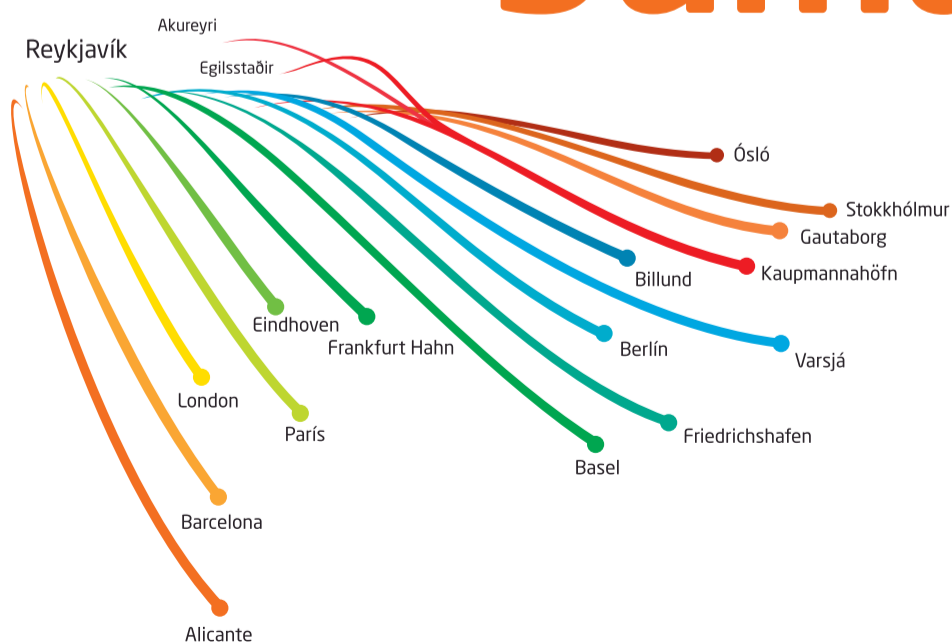 Akureyri
Reykjavík
Egilsstaðir
Ósló
Stokkhólmur
Gautaborg
Kaupmannahöfn
Billund
Eindhoven
Frankfurt Hahn
Berlín
Varsjá
London
París
Friedrichshafen
Basel
Barcelona
Alicante